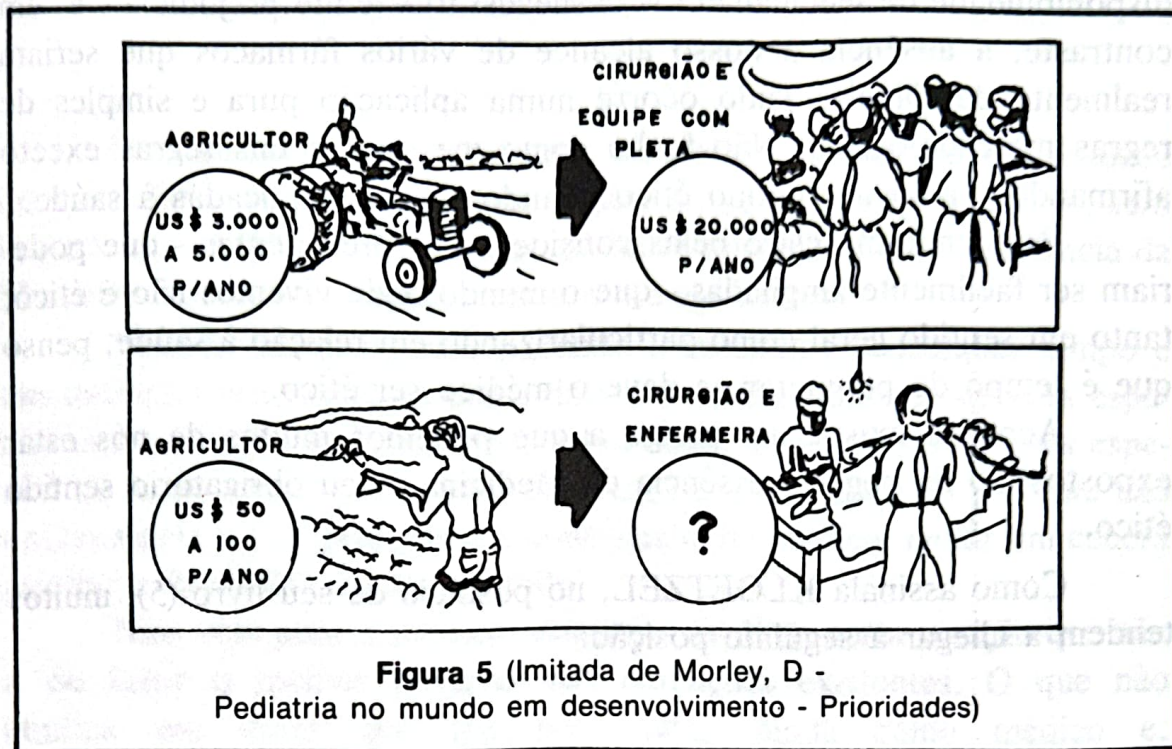 AGRICULTOR
US $ 3.000
A 5.000
P/ANO
CIRURGIÃO E
EQUIPE COM
PLETA
US $ 20.000
P/ANO
AGRICULTOR
US $ 50
A 100
P/ANO
CIRURGIÃO E
ENFERMEIRA
?
Figura 5 (Imitada de Morley, D -
Pediatria no mundo em desenvolvimento - Prioridades)